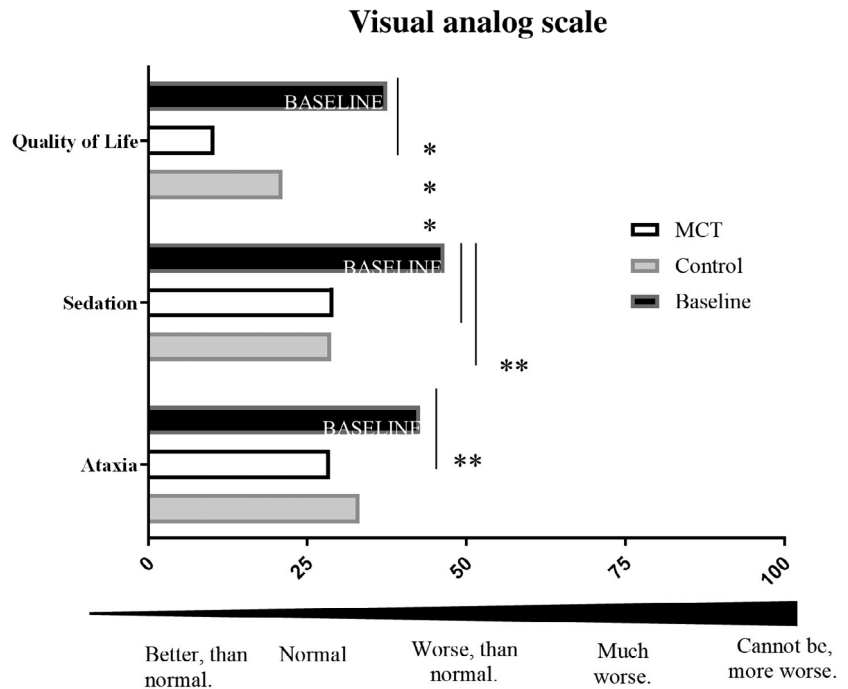 Visual analog scale
BASELINE
Quality of Life
*
*
*
BASELINE
Sedation
**
BASELINE
Ataxia
**
MCT
Control
Baseline
0
25
50
75
100
Better, than
normal.
Normal
Worse, than
normal.
Much
worse.
Cannot be,
more worse.